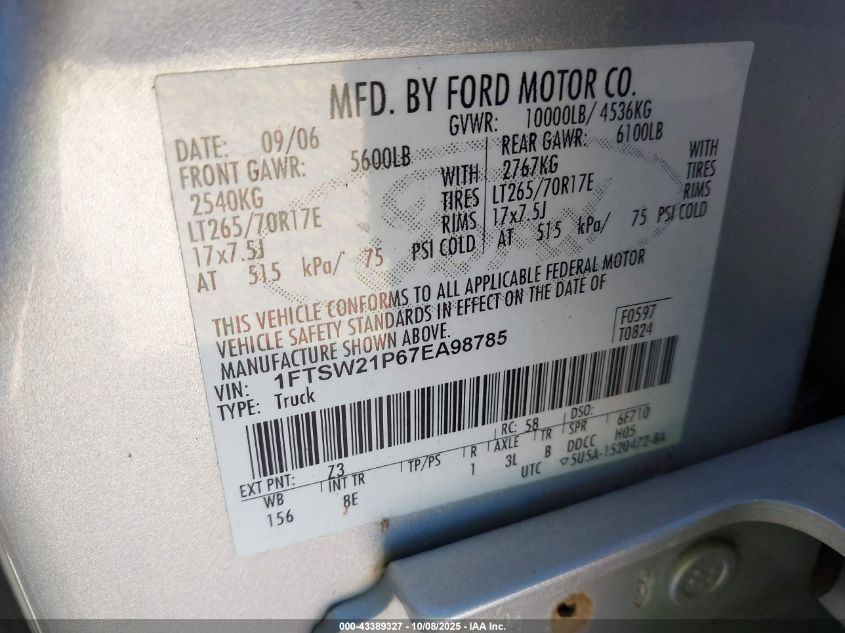 MFD. BY FORD MOTOR CO.
DATE: 09/06 GVWR: 10000LB/ 4536KG
FRONT GAWR: 5600LB REAR GAWR: 6100LB
2540KG WITH 2767KG WITH
LT265/70R17E TIRES LT265/70R17E TIRES
17x7.5J RIMS 17x7.5J RIMS
AT 515 kPa/ 75 PSI COLD AT 515 kPa/ 75 PSI COLD
THIS VEHICLE CONFORMS TO ALL APPLICABLE FEDERAL MOTOR
VEHICLE SAFETY STANDARDS IN EFFECT ON THE DATE OF
MANUFACTURE SHOWN ABOVE.
F0597
T0824
VIN: 1FTSW21P67EA98785
TYPE: Truck
RC: 58 DSO:
EXT PNT: Z3
WB INT TR TP/PS R AXLE TR SPR 6F710
156 8E 1 3L B DDCC H05
UTC ▽5U5A-1520472-BA
000-43389327 - 10/08/2025 - IAA Inc.